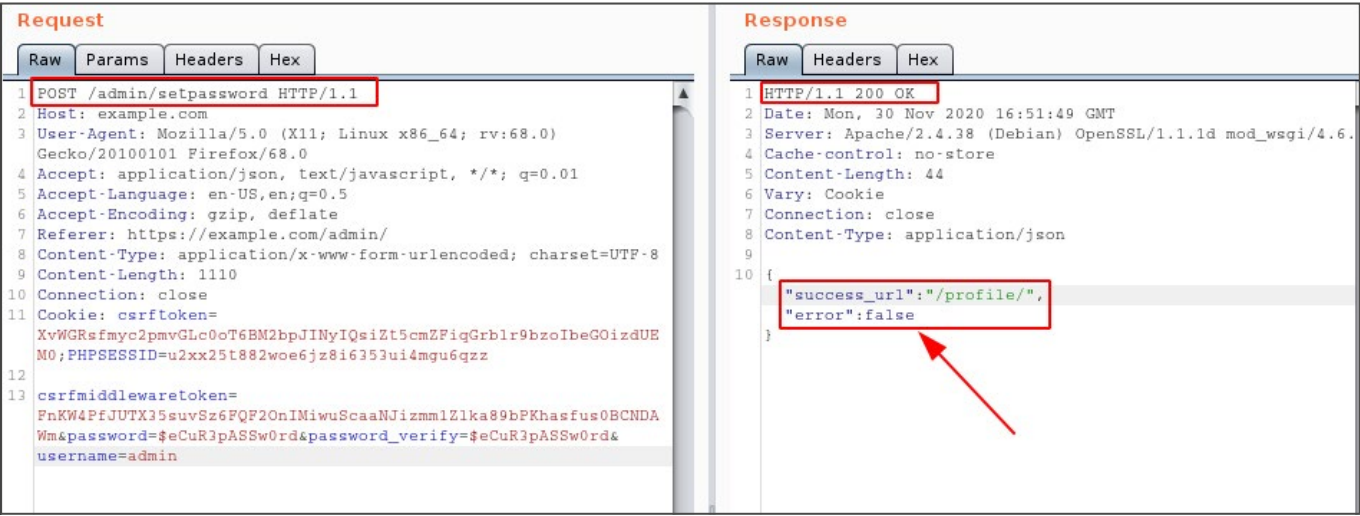 Request
Raw Params Headers Hex
1 POST /admin/setpassword HTTP/1.1
2 Host: example.com
3 User-Agent: Mozilla/5.0 (X11; Linux x86_64; rv:68.0)
Gecko/20100101 Firefox/68.0
4 Accept: application/json, text/javascript, */*; q=0.01
5 Accept-Language: en-US,en;q=0.5
6 Accept-Encoding: gzip, deflate
7 Referer: https://example.com/admin/
8 Content-Type: application/x-www-form-urlencoded; charset=UTF-8
9 Content-Length: 1110
10 Connection: close
11 Cookie: csrftoken=
XvWGRsfmyc2pmvGLc0oT6BM2bpJINyIQsiZt5cmZFiqGrblr9bzoIbeGOizdUE
M0;PHPSESSID=u2xx25t882woe6jz8i6353ui4mgu6qzz
12
13 csrfmiddlewaretoken=
FnKW4PfJUTX35suvSz6FQF2OnIMiwuScaaNJizmm1Zlka89bPKhasfus0BCNDA
Wm&password=$eCuR3pASSw0rd&password_verify=$eCuR3pASSw0rd&
username=admin
Response
Raw Headers Hex
1 HTTP/1.1 200 OK
2 Date: Mon, 30 Nov 2020 16:51:49 GMT
3 Server: Apache/2.4.38 (Debian) OpenSSL/1.1.1d mod_wsgi/4.6.
4 Cache-control: no-store
5 Content-Length: 44
6 Vary: Cookie
7 Connection: close
8 Content-Type: application/json
9
10 {
"success_url":"/profile/",
"error":false
}